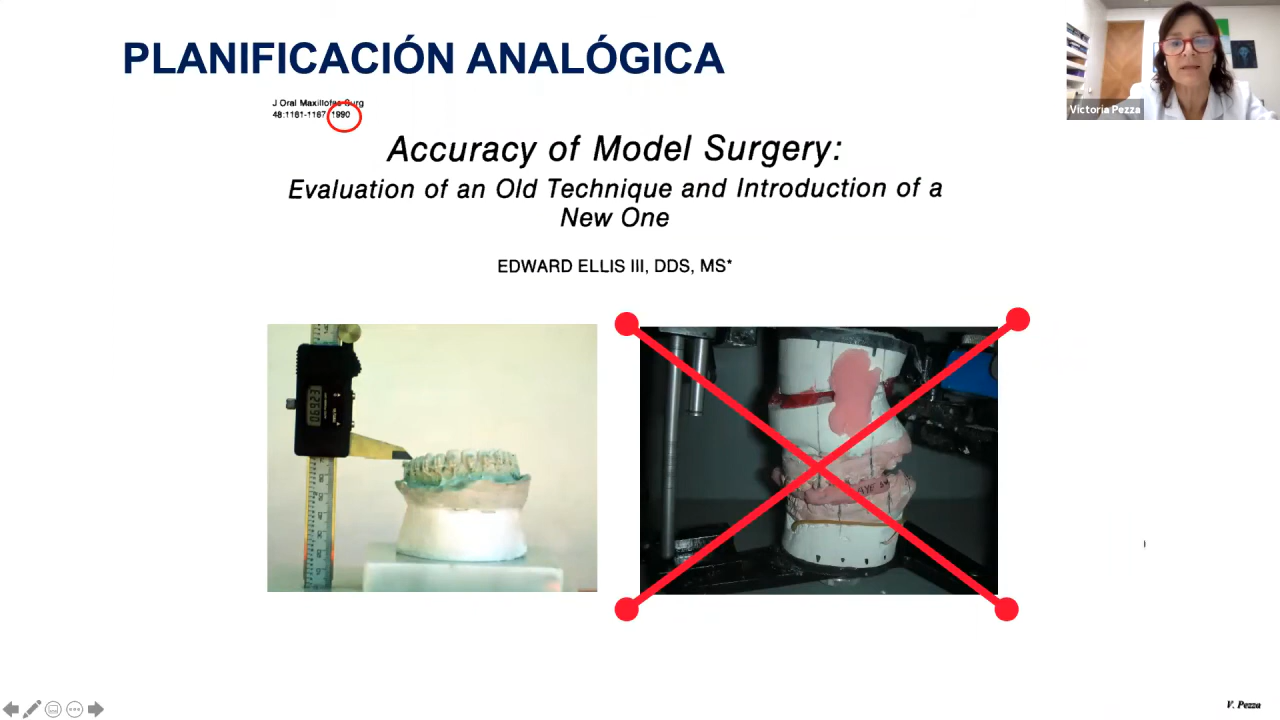 PLANIFICACIÓN ANALÓGICA
Victoria Pezza
J Oral Maxillofac Surg
48:1161-1167, 1990
Accuracy of Model Surgery:
Evaluation of an Old Technique and Introduction of a
New One
EDWARD ELLIS III, DDS, MS*
V. Pezza